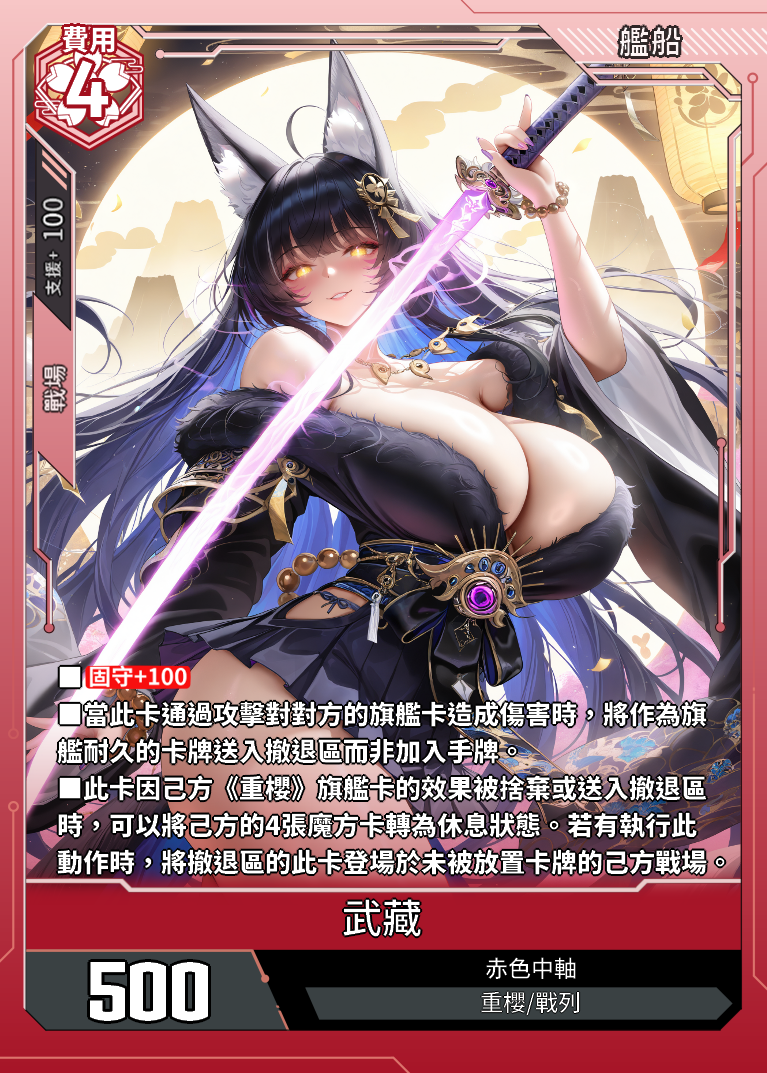 費用
4
艦船
支援+ 100
戰場
■固守+100
■當此卡通過攻擊對對方的旗艦卡造成傷害時，將作為旗
艦耐久的卡牌送入撤退區而非加入手牌。
■此卡因己方《重櫻》旗艦卡的效果被捨棄或送入撤退區
時，可以將己方的4張魔方卡轉為休息狀態。若有執行此
動作時，將撤退區的此卡登場於未被放置卡牌的己方戰場。
武藏
500
赤色中軸
重櫻/戰列